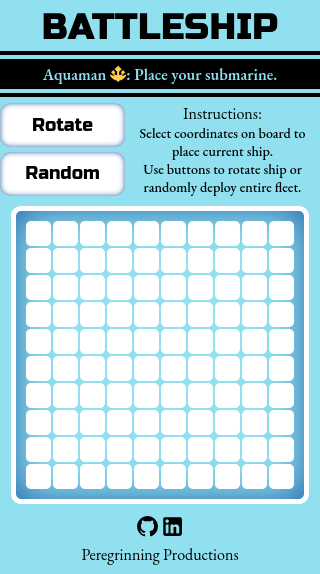 BATTLESHIP
Aquaman 🔱: Place your submarine.
Rotate
Random
Instructions:
Select coordinates on board to
place current ship.
Use buttons to rotate ship or
randomly deploy entire fleet.
Peregrinning Productions